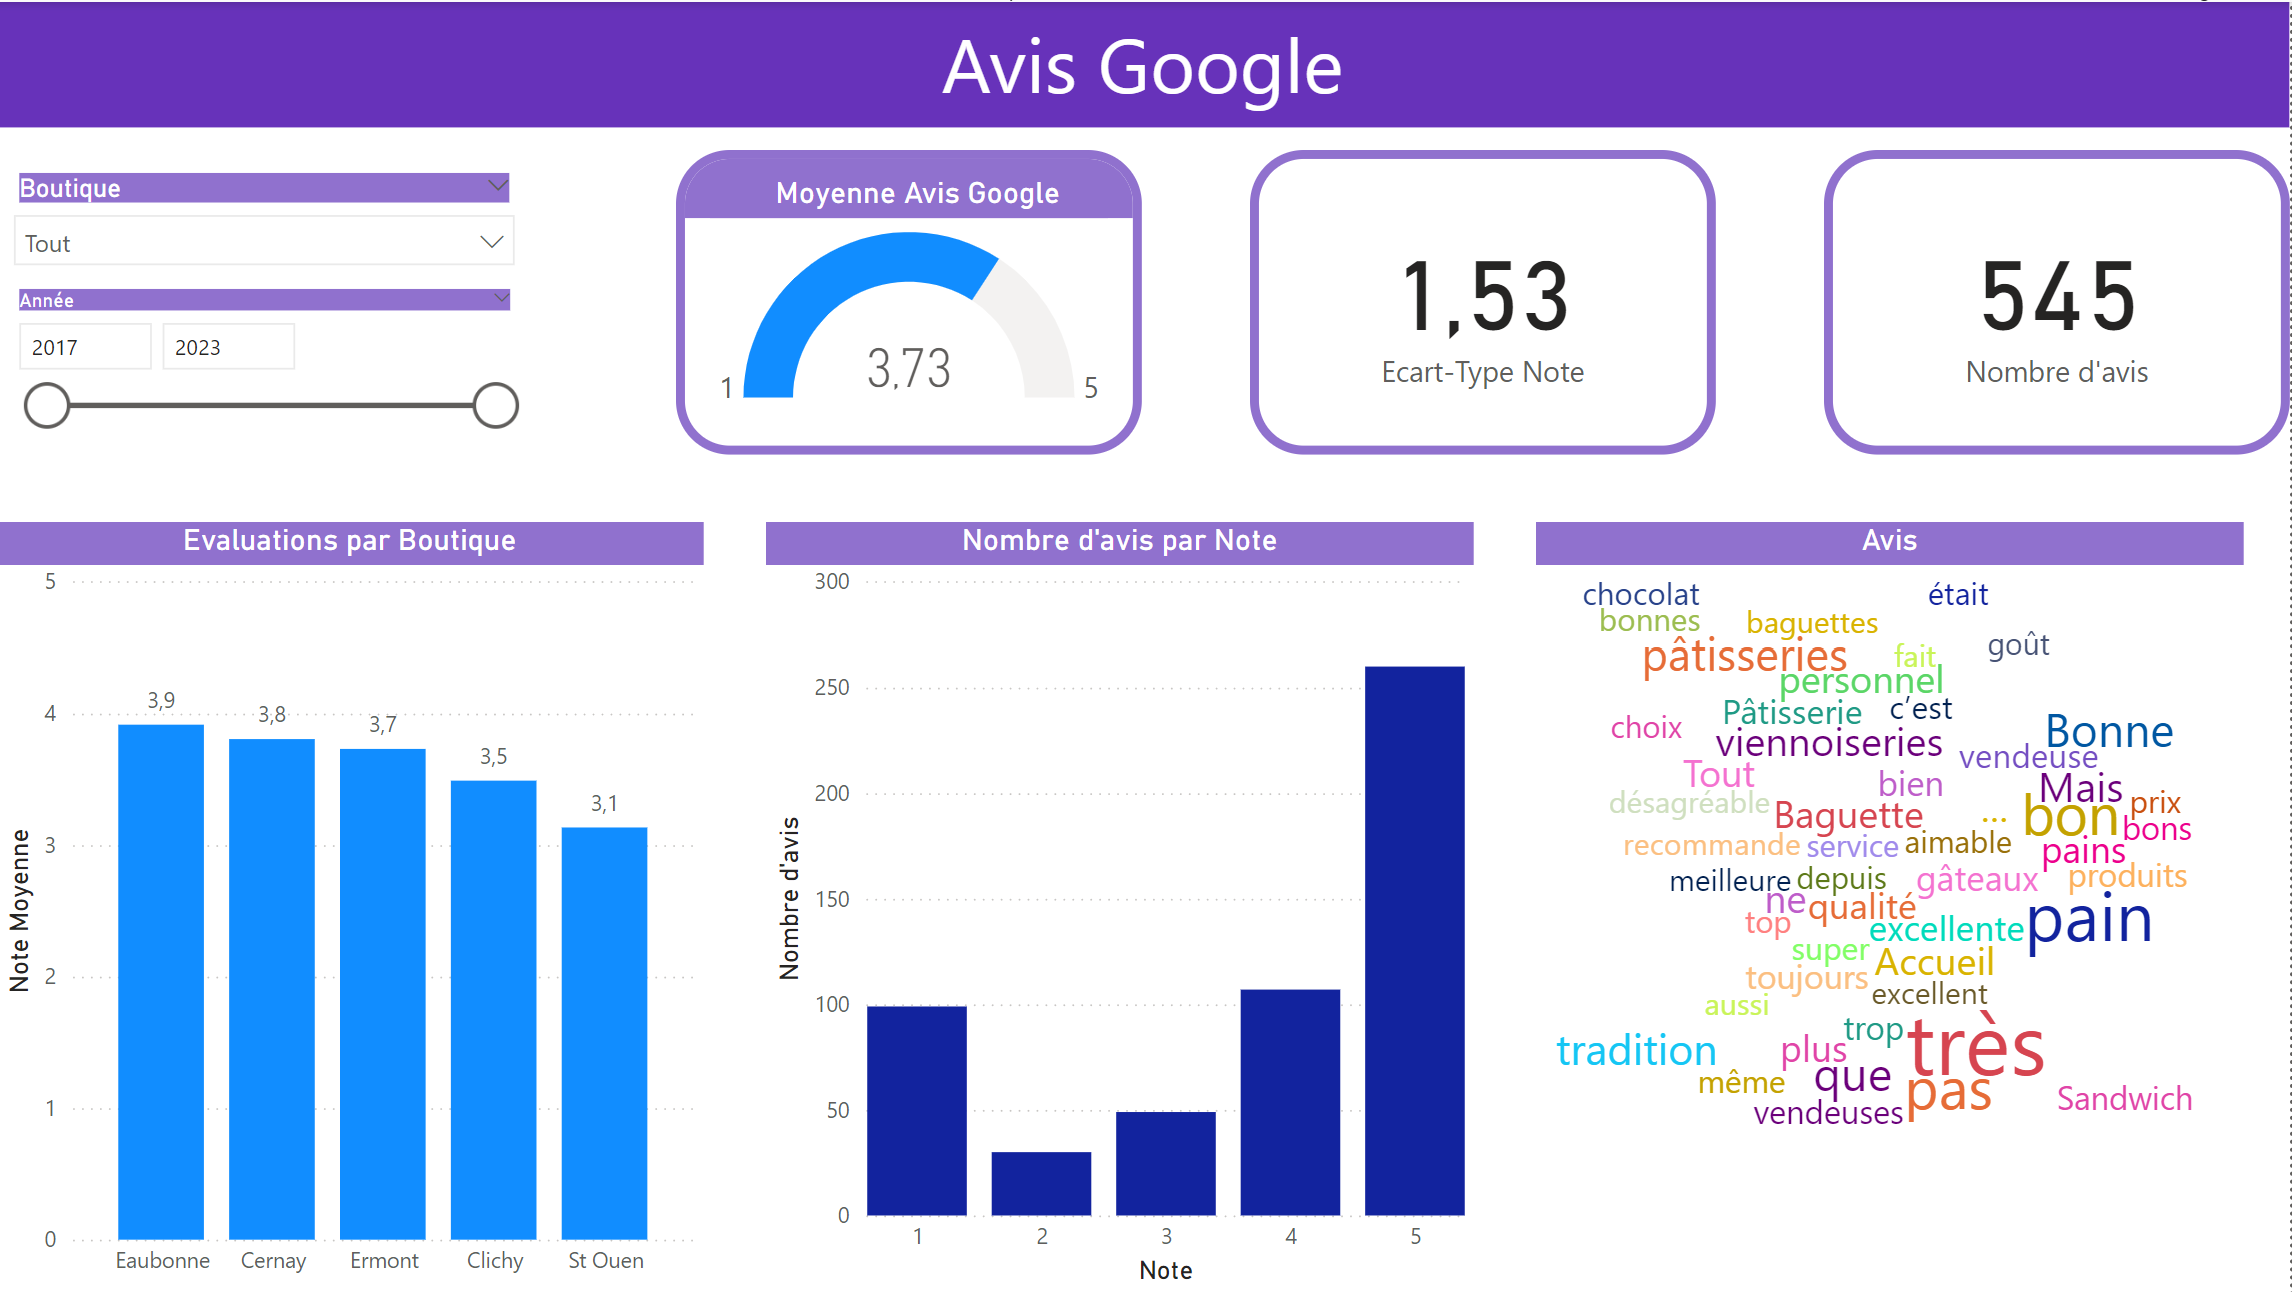 Avis Google
Boutique
Tout
Année
2017 2023
Moyenne Avis Google
3,73
1 5
1,53
Ecart-Type Note
545
Nombre d'avis
Evaluations par Boutique
Note Moyenne
5
4
3
2
1
0
3,9 3,8 3,7 3,5 3,1
Eaubonne Cernay Ermont Clichy St Ouen
Nombre d'avis par Note
Nombre d'avis
300
250
200
150
100
50
0
1 2 3 4 5
Note
Avis
chocolat était
bonnes baguettes
goût
pâtisseries fait
personnel
Pâtisserie c’est
choix Bonne
viennoiseries vendeuse
Tout bien Mais
désagréable Baguette ... bon prix
bons
recommande service aimable pains
meilleure depuis gâteaux produits
ne qualité
top excellente pain
super Accueil
toujours excellent
aussi
trop
tradition plus très
même que pas Sandwich
vendeuses